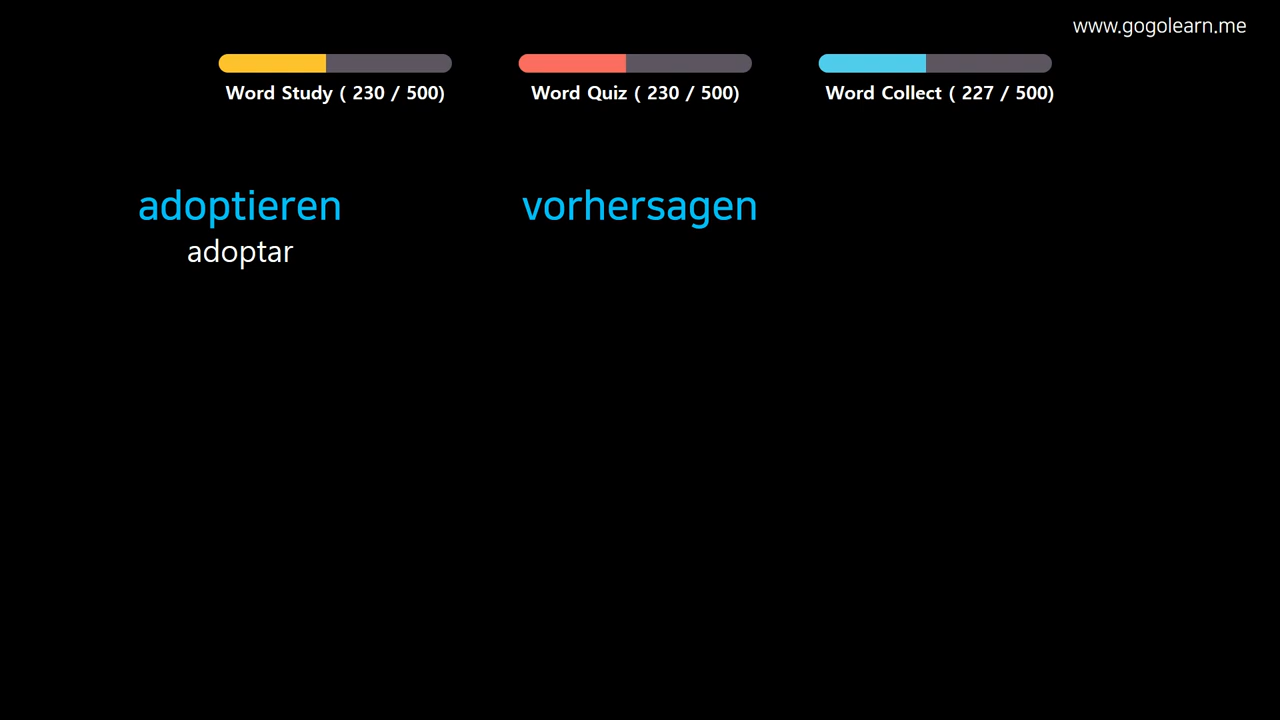 www.gogolearn.me
Word Study ( 230 / 500)
Word Quiz ( 230 / 500)
Word Collect ( 227 / 500)
adoptieren
adoptar
vorhersagen